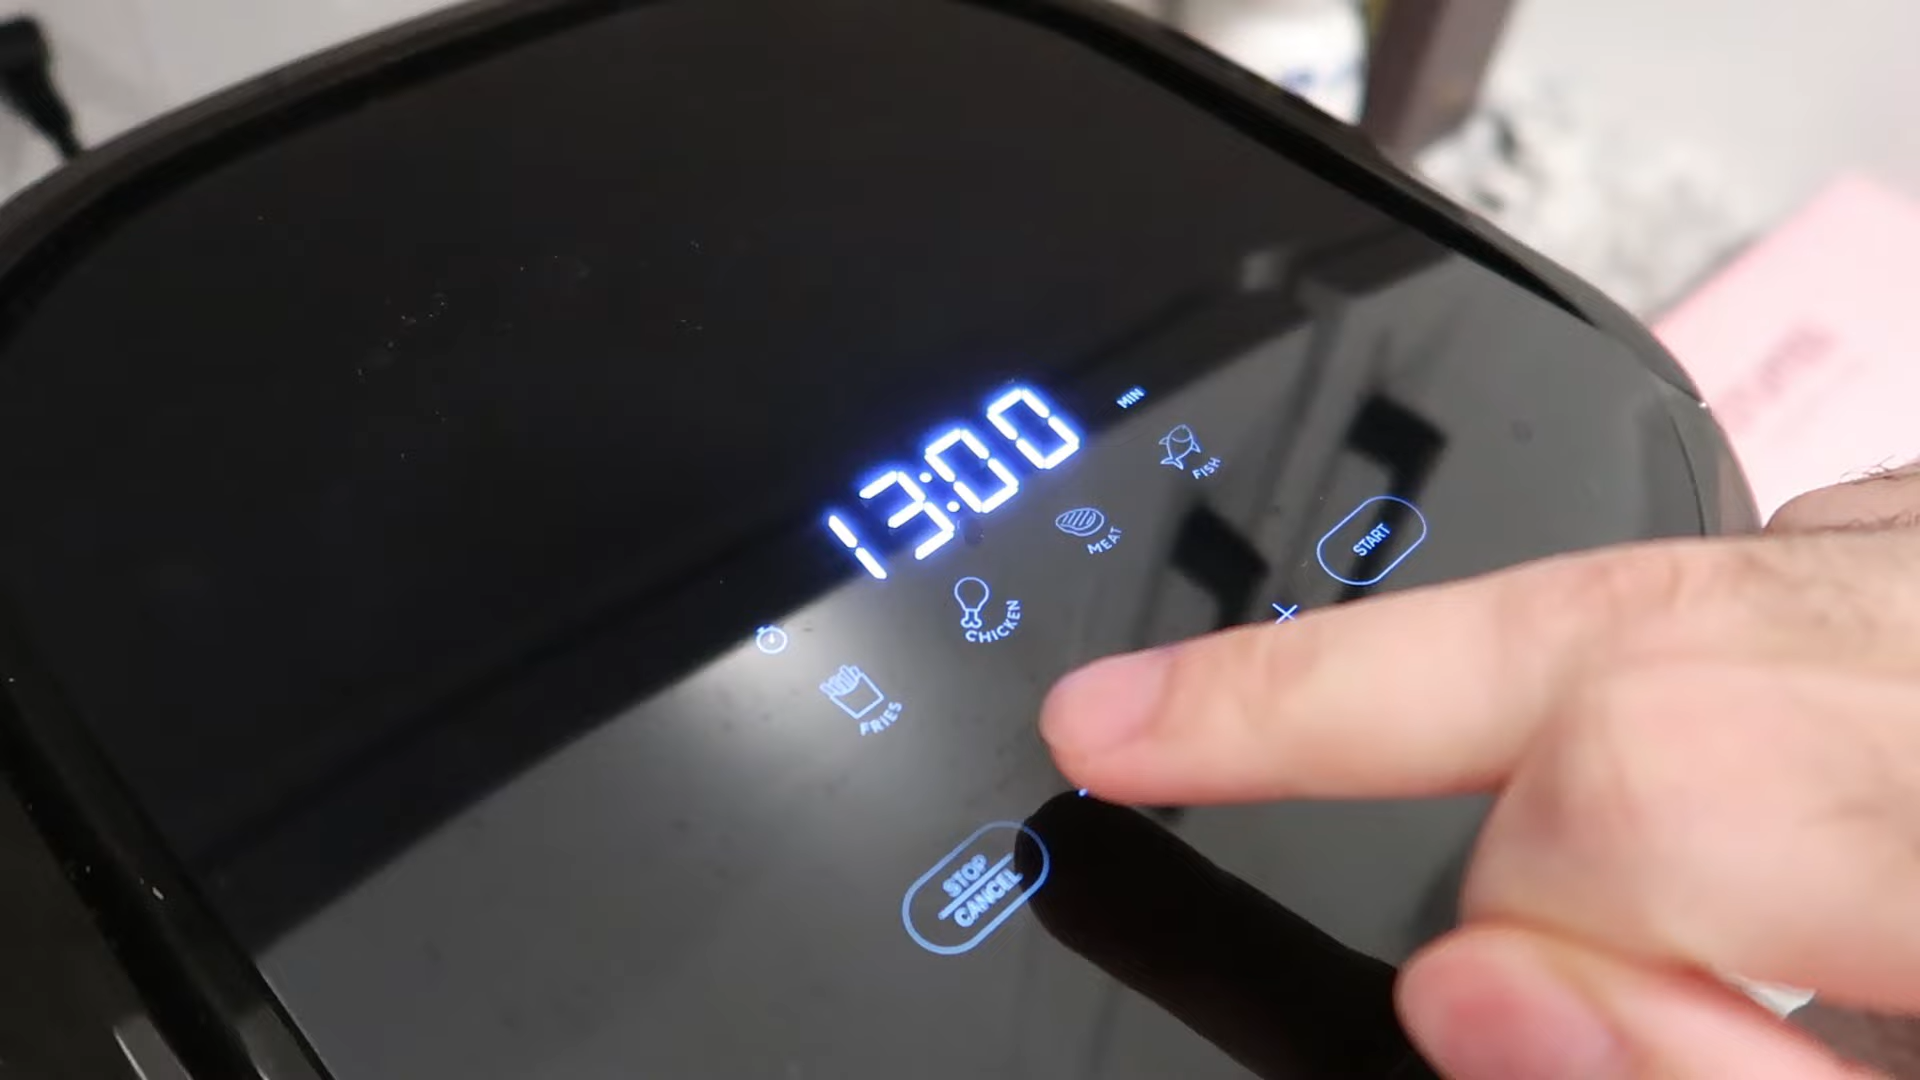 13:00
MIN
FISH
MEAT
CHICKEN
FRIES
START
STOP
CANCEL